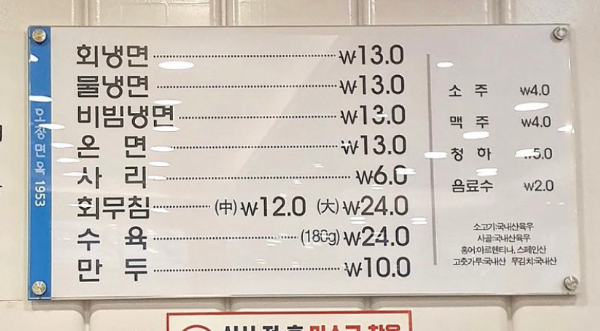 회냉면 ₩13.0
물냉면 ₩13.0
비빔냉면 ₩13.0
온 면 ₩13.0
사 리 ₩6.0
회무침 (中) ₩12.0 (大) ₩24.0
수 육 (180g) ₩24.0
만 두 ₩10.0
1953
소 주 ₩4.0
맥 주 ₩4.0
청 하 ₩5.0
음료수 ₩2.0
소고기:국내산육우
사골:국내산육우
홍어:아르헨티나, 스페인산
고춧가루:국내산 무김치:국내산